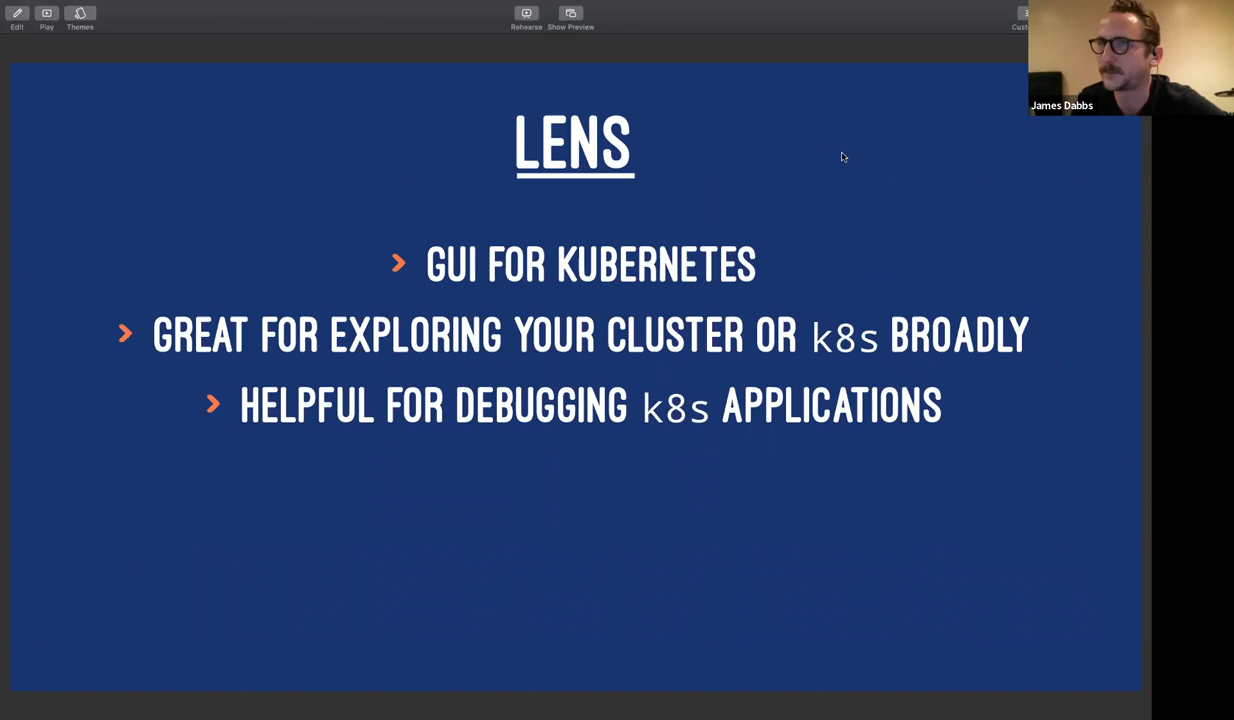 Edit Play Themes Rehearse Show Preview
James Dabbs
LENS
GUI FOR KUBERNETES
GREAT FOR EXPLORING YOUR CLUSTER OR k8s BROADLY
HELPFUL FOR DEBUGGING k8s APPLICATIONS